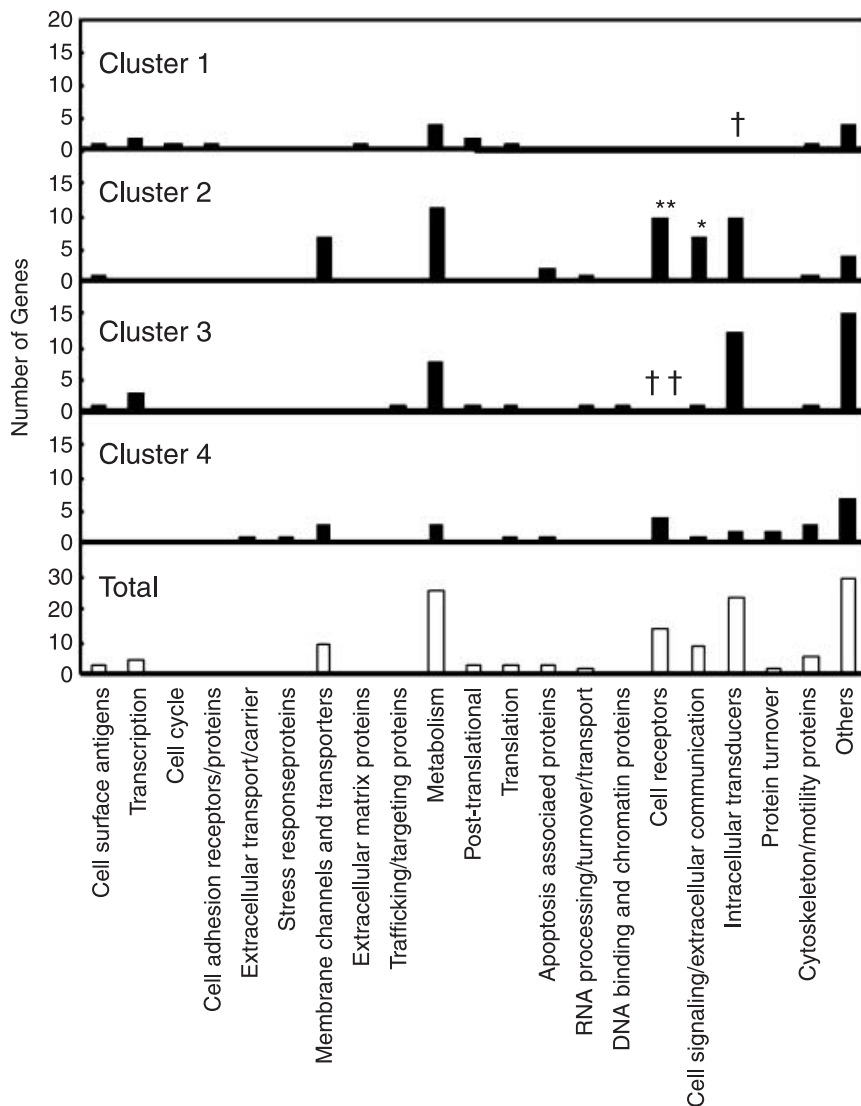 Number of Genes
20
15
10
5
0
Cluster 1
†
15
10
5
0
Cluster 2
**
*
15
10
5
0
Cluster 3
† †
15
10
5
0
Cluster 4
30
20
10
0
Total
Cell surface antigens
Transcription
Cell cycle
Cell adhesion receptors/proteins
Extracellular transport/carrier
Stress responseproteins
Membrane channels and transporters
Extracellular matrix proteins
Trafficking/targeting proteins
Metabolism
Post-translational
Translation
Apoptosis associaed proteins
RNA processing/turnover/transport
DNA binding and chromatin proteins
Cell receptors
Cell signaling/extracellular communication
Intracellular transducers
Protein turnover
Cytoskeleton/motility proteins
Others